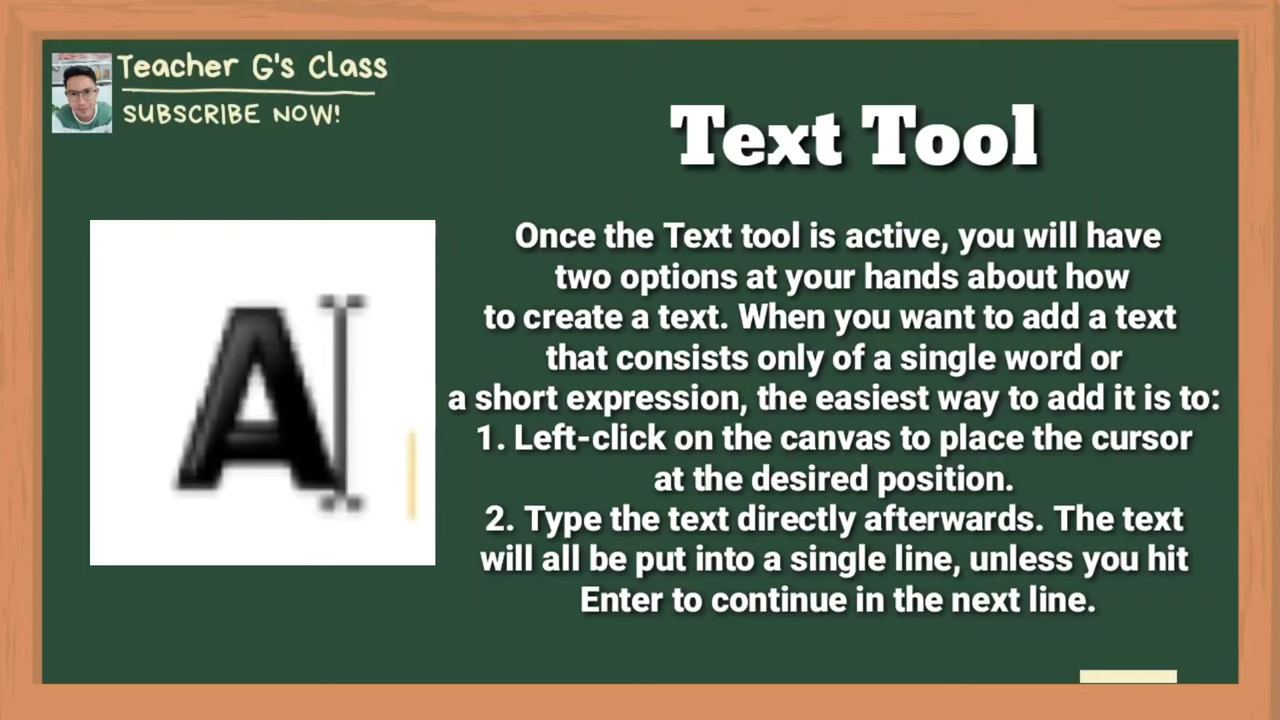 Teacher G's Class
SUBSCRIBE NOW!
Text Tool
A
Once the Text tool is active, you will have
two options at your hands about how
to create a text. When you want to add a text
that consists only of a single word or
a short expression, the easiest way to add it is to:
1. Left-click on the canvas to place the cursor
at the desired position.
2. Type the text directly afterwards. The text
will all be put into a single line, unless you hit
Enter to continue in the next line.